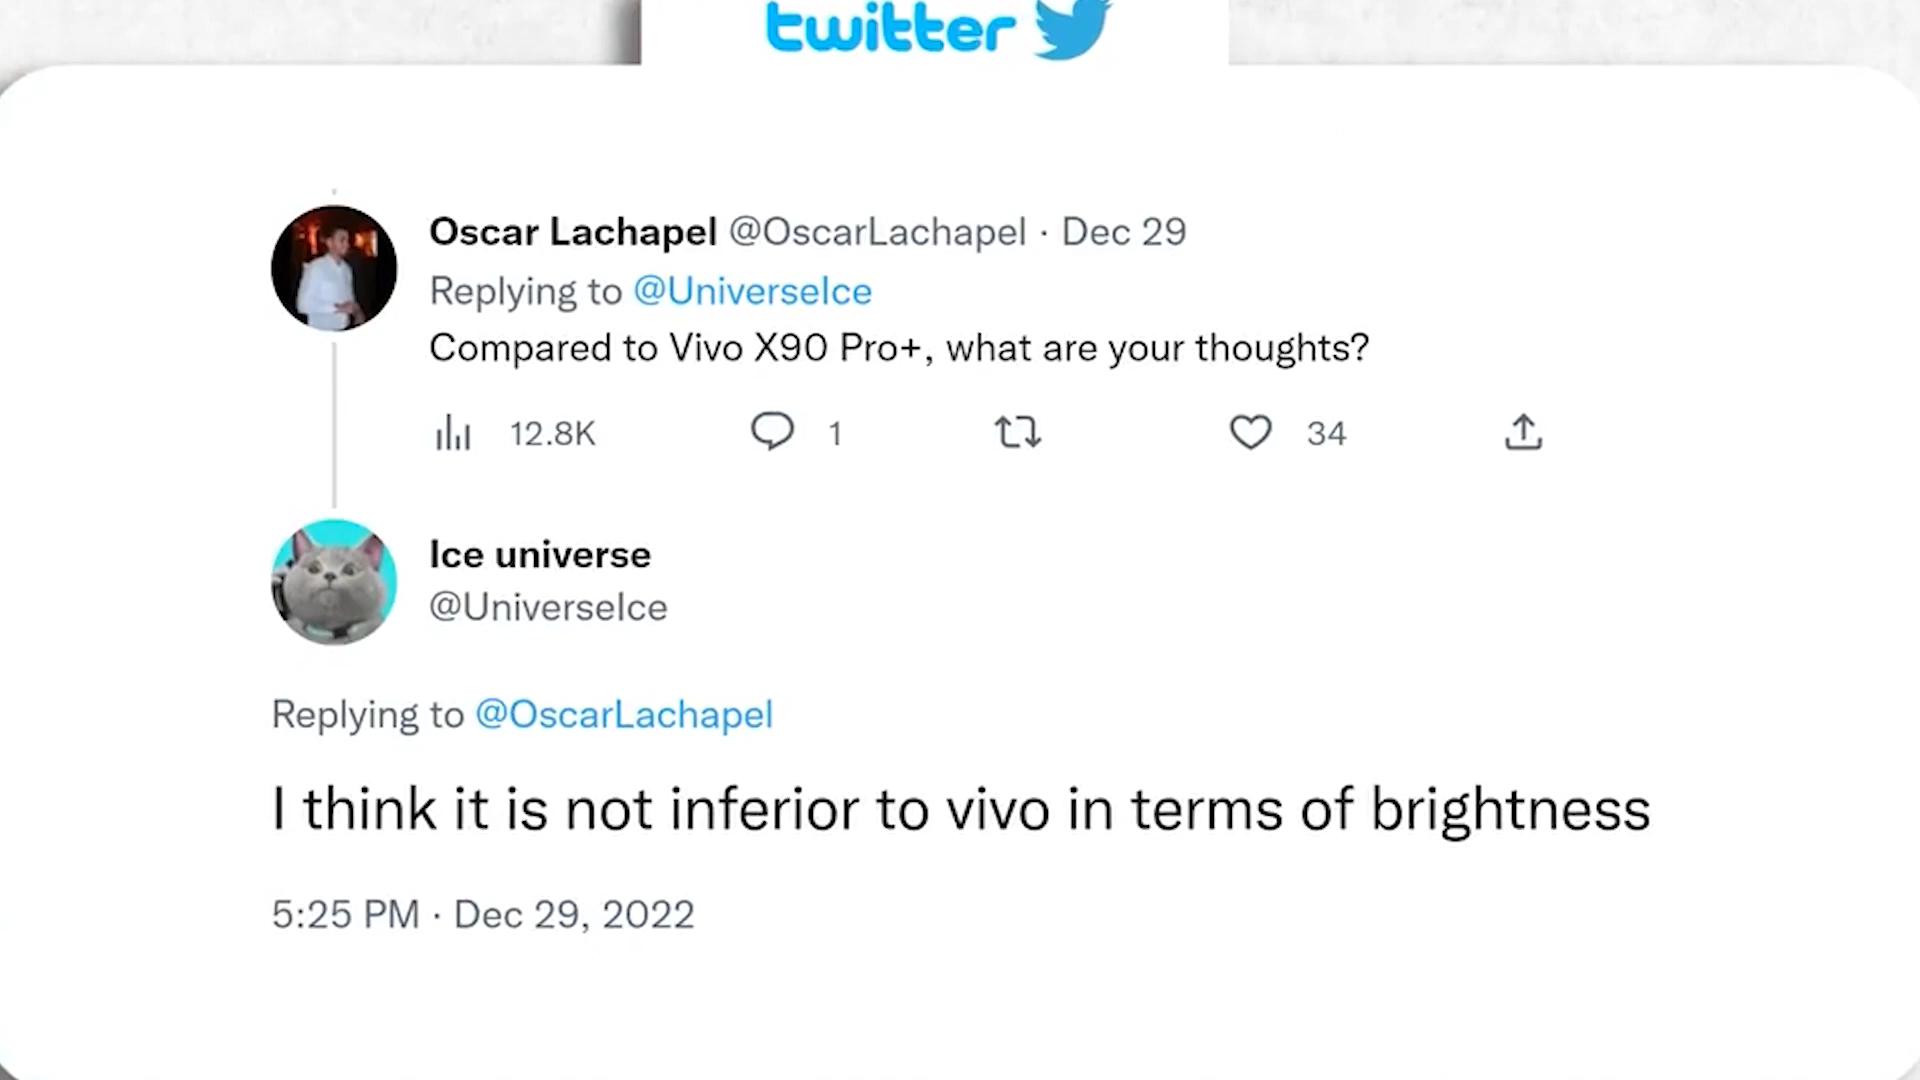 twitter
Oscar Lachapel @OscarLachapel · Dec 29
Replying to @UniverseIce
Compared to Vivo X90 Pro+, what are your thoughts?
12.8K 1 34
Ice universe
@UniverseIce
Replying to @OscarLachapel
I think it is not inferior to vivo in terms of brightness
5:25 PM · Dec 29, 2022